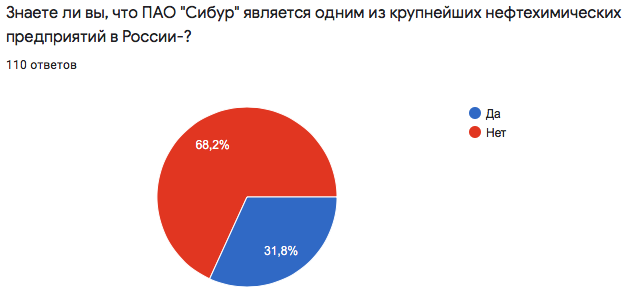 Знаете ли вы, что ПАО "Сибур" является одним из крупнейших нефтехимических
предприятий в России-?
110 ответов
Да
Нет
68,2%
31,8%